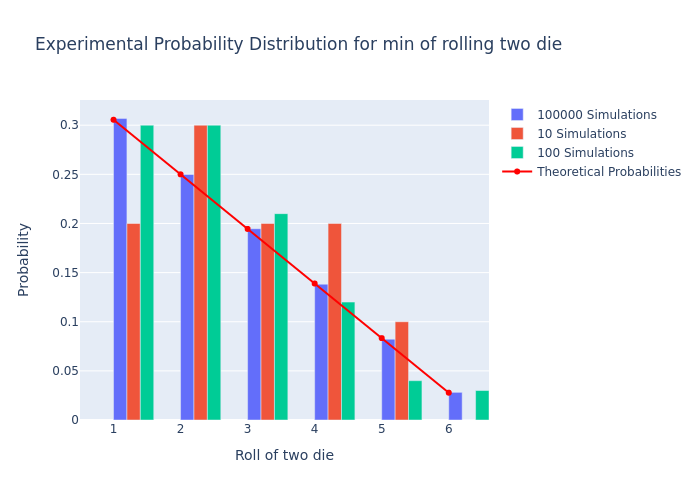 Experimental Probability Distribution for min of rolling two die
100000 Simulations
10 Simulations
100 Simulations
Theoretical Probabilities
Probability
0.3
0.25
0.2
0.15
0.1
0.05
0
1 2 3 4 5 6
Roll of two die